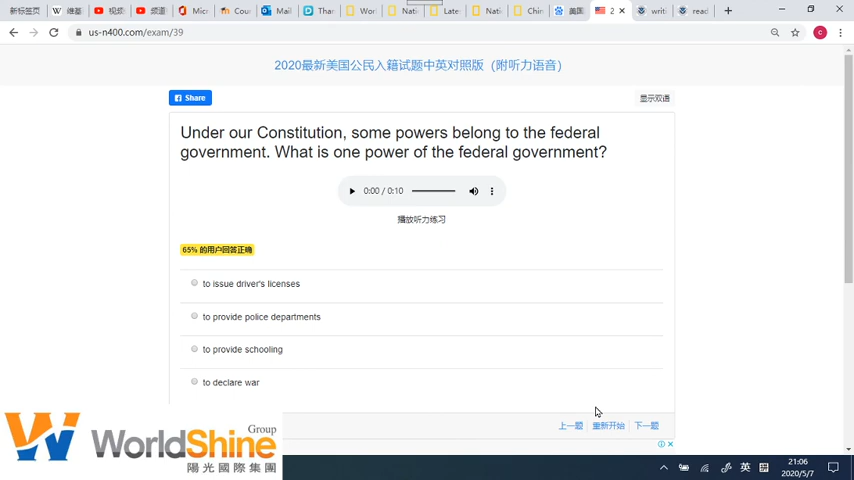 新标签页 维基 视频 频道 Micr Cour Mail Thar Worl Nati Late Nati Chin 美国 2 writi read
us-n400.com/exam/39
2020最新美国公民入籍试题中英对照版（附听力语音）
Share
显示双语
Under our Constitution, some powers belong to the federal
government. What is one power of the federal government?
0:00 / 0:10
播放听力练习
65% 的用户回答正确
to issue driver's licenses
to provide police departments
to provide schooling
to declare war
上一题 重新开始 下一题
WorldShine Group
陽光國際集團
英
21:06
2020/5/7